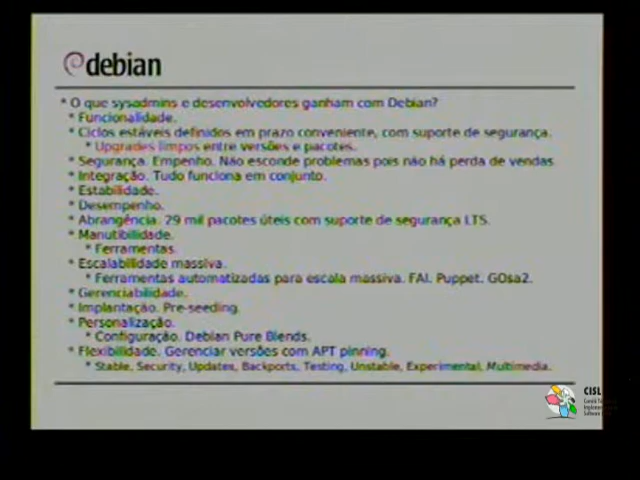 debian
* O que sysadmins e desenvolvedores ganham com Debian?
* Funcionalidade.
* Ciclos estáveis definidos em prazo conveniente, com suporte de segurança.
* Upgrades limpos entre versões e pacotes.
* Segurança. Empenho. Não esconde problemas pois não há perda de vendas
* Integração. Tudo funciona em conjunto.
* Estabilidade.
* Desempenho.
* Abrangência. 29 mil pacotes úteis com suporte de segurança LTS.
* Manutibilidade.
* Ferramentas.
* Escalabilidade massiva.
* Ferramentas automatizadas para escala massiva. FAI. Puppet. GOsa2.
* Gerenciabilidade.
* Implantação. Pre-seeding.
* Personalização.
* Configuração. Debian Pure Blends.
* Flexibilidade. Gerenciar versões com APT pinning.
* Stable, Security, Updates, Backports, Testing, Unstable, Experimental, Multimedia.
CISL